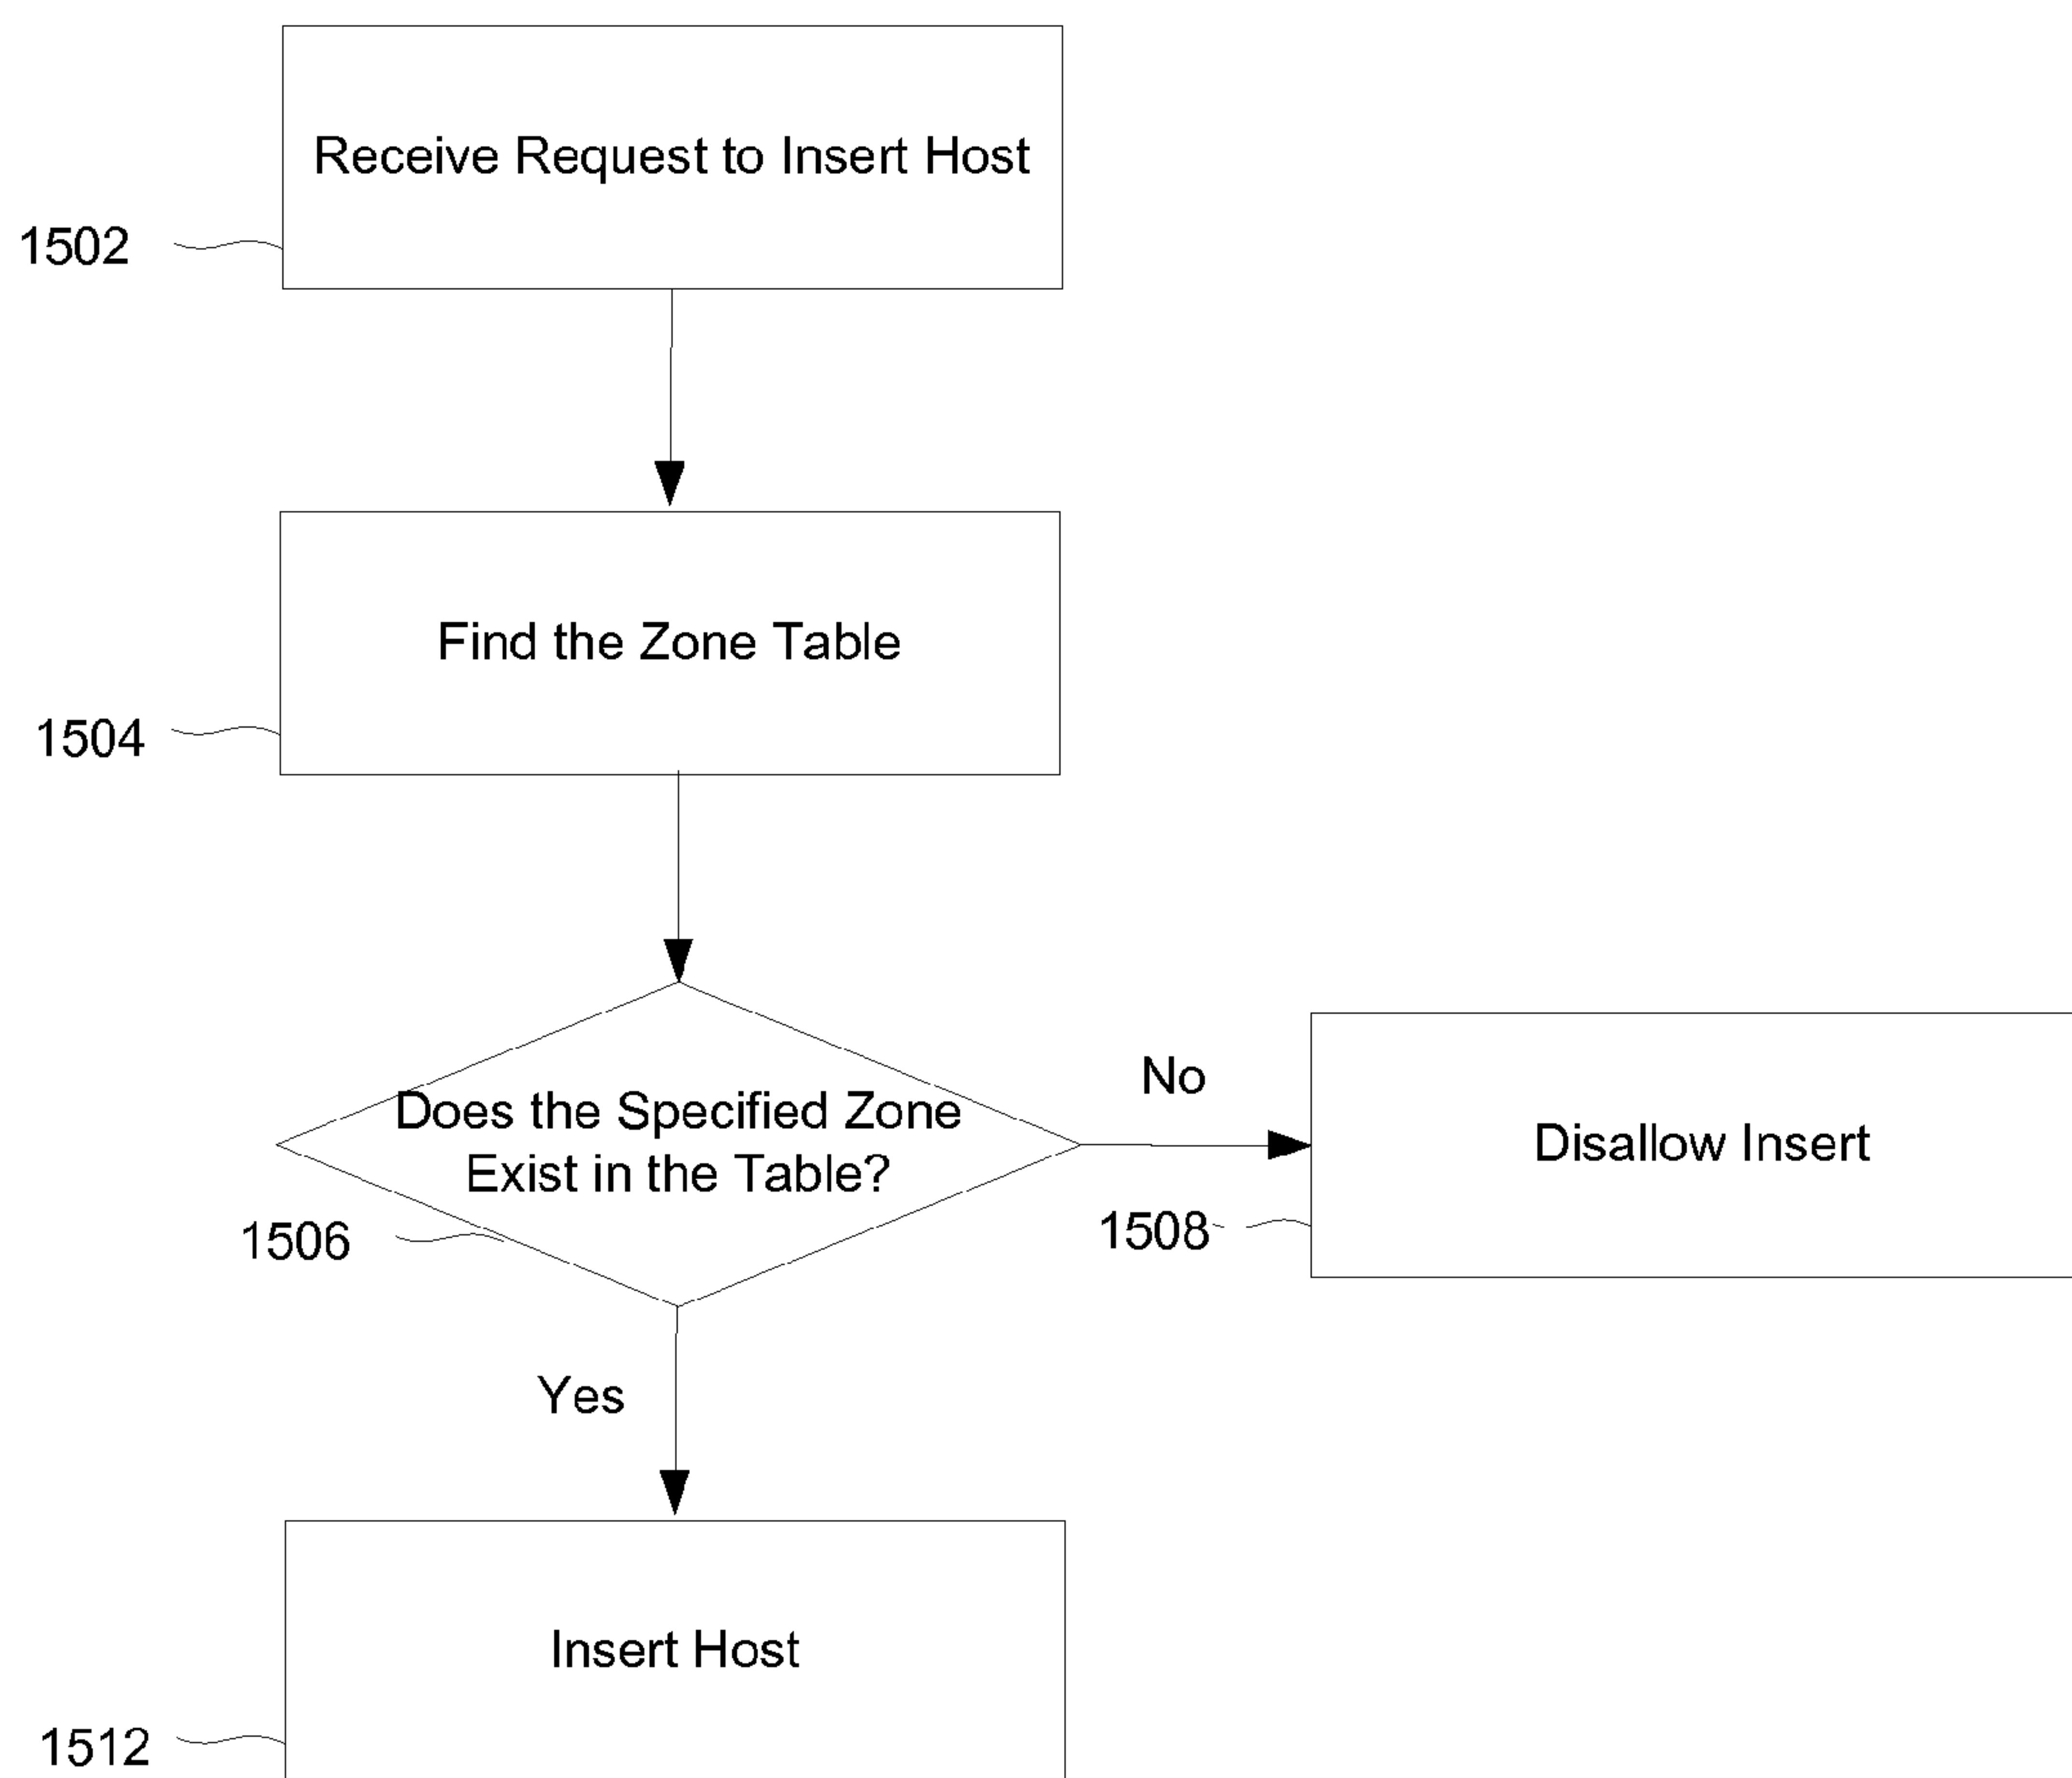 Receive Request to Insert Host
1502
Find the Zone Table
1504
Does the Specified Zone
Exist in the Table?
1506
No
Disallow Insert
1508
Yes
Insert Host
1512